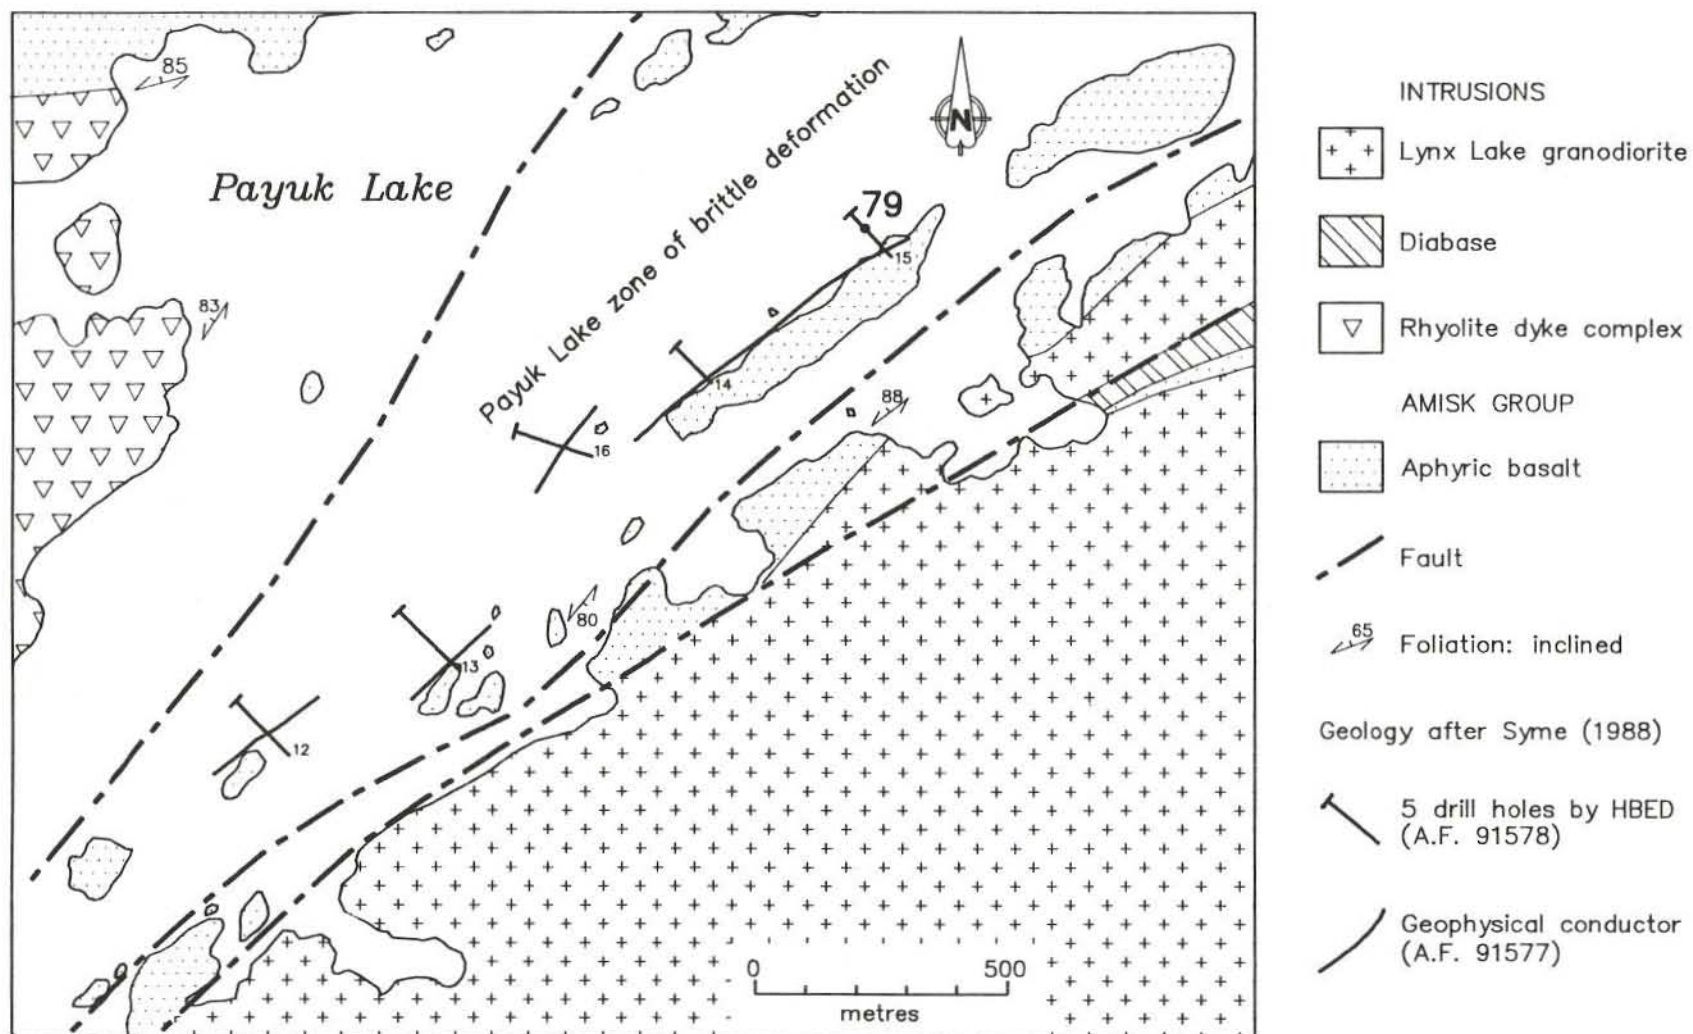 85
Payuk Lake
Payuk Lake zone of brittle deformation
N
79
15
83
14
88
16
80
13
12
0 500
metres
INTRUSIONS
Lynx Lake granodiorite
Diabase
Rhyolite dyke complex
AMISK GROUP
Aphyric basalt
Fault
65
Foliation: inclined
Geology after Syme (1988)
5 drill holes by HBED
(A.F. 91578)
Geophysical conductor
(A.F. 91577)